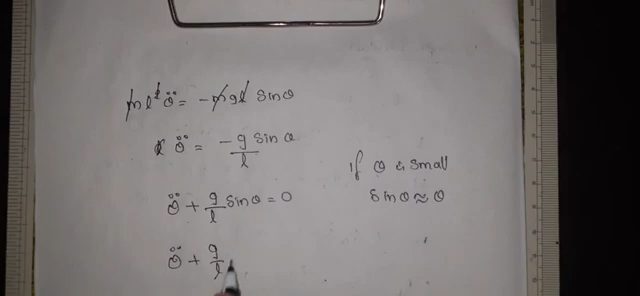 ml²θ̈ = -mgl sinθ
θ̈ = -g/l sinθ
θ̈ + g/l sinθ = 0
if θ is small
sinθ ≈ θ
θ̈ + g/l